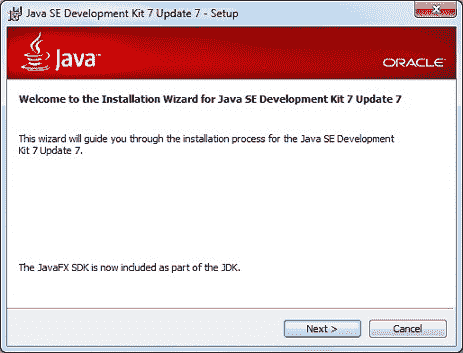 Java SE Development Kit 7 Update 7 - Setup
Java™
ORACLE
Welcome to the Installation Wizard for Java SE Development Kit 7 Update 7
This wizard will guide you through the installation process for the Java SE Development
Kit 7 Update 7.
The JavaFX SDK is now included as part of the JDK.
Next >
Cancel